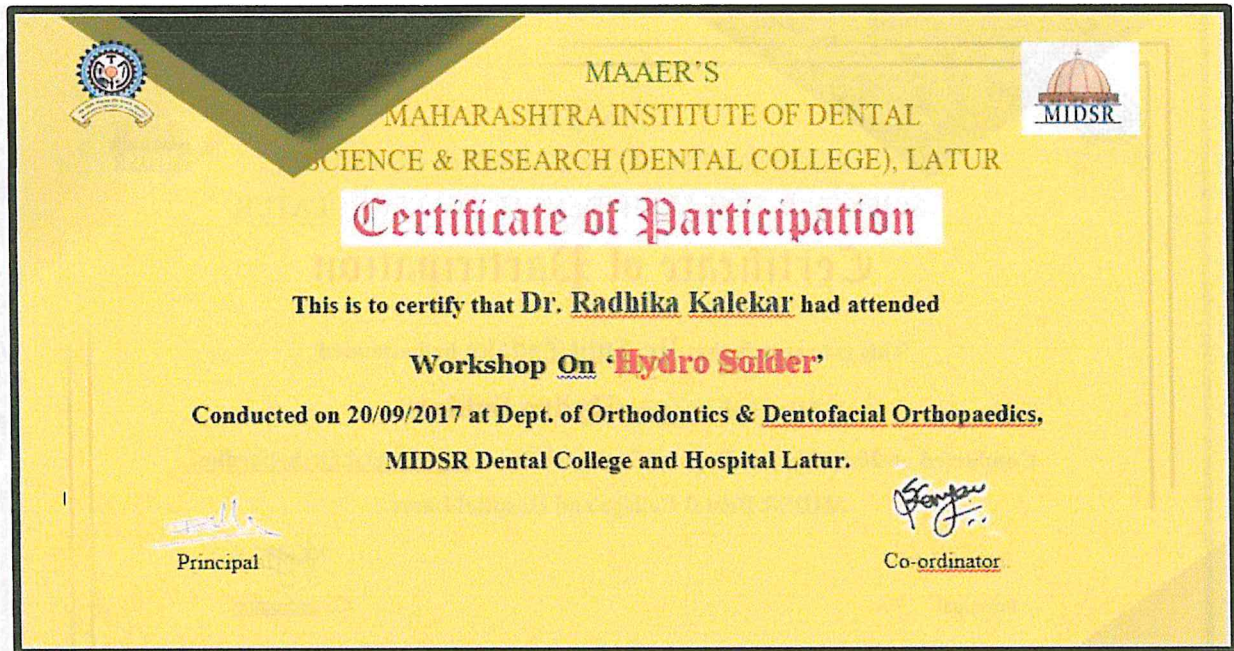 MAAER'S
MIDSR
MAHARASHTRA INSTITUTE OF DENTAL
SCIENCE & RESEARCH (DENTAL COLLEGE), LATUR
Certificate of Participation
This is to certify that Dr. Radhika Kalekar had attended
Workshop On 'Hydro Solder'
Conducted on 20/09/2017 at Dept. of Orthodontics & Dentofacial Orthopaedics,
MIDSR Dental College and Hospital Latur.
Principal
Co-ordinator